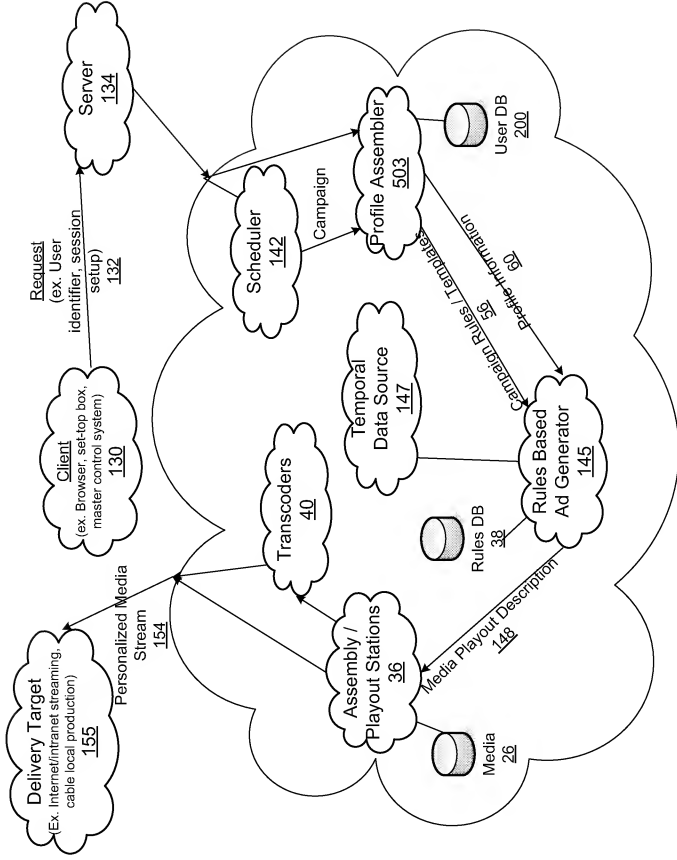 Delivery Target
(Ex. Internet/intranet streaming,
cable local production)
155
Client
(ex. Browser, set-top box,
master control system)
130
Request
(ex. User
identifier, session
setup)
132
Server
134
Personalized Media
Stream
154
Transcoders
40
Scheduler
142
Campaign
Assembly /
Playout Stations
36
Temporal
Data Source
147
Profile Assembler
503
Media
26
Media Playout Description
148
Rules DB
38
Campaign Rules / Templates
56
Profile Information
60
User DB
200
Rules Based
Ad Generator
145